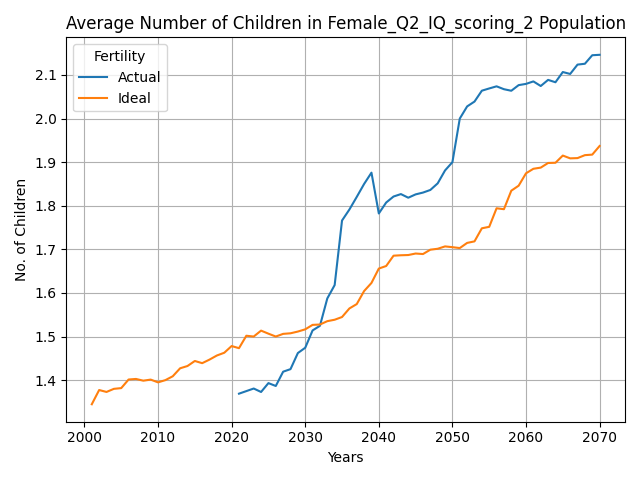 Average Number of Children in Female_Q2_IQ_scoring_2 Population
Fertility
Actual
Ideal
No. of Children
2.1
2.0
1.9
1.8
1.7
1.6
1.5
1.4
2000 2010 2020 2030 2040 2050 2060 2070
Years